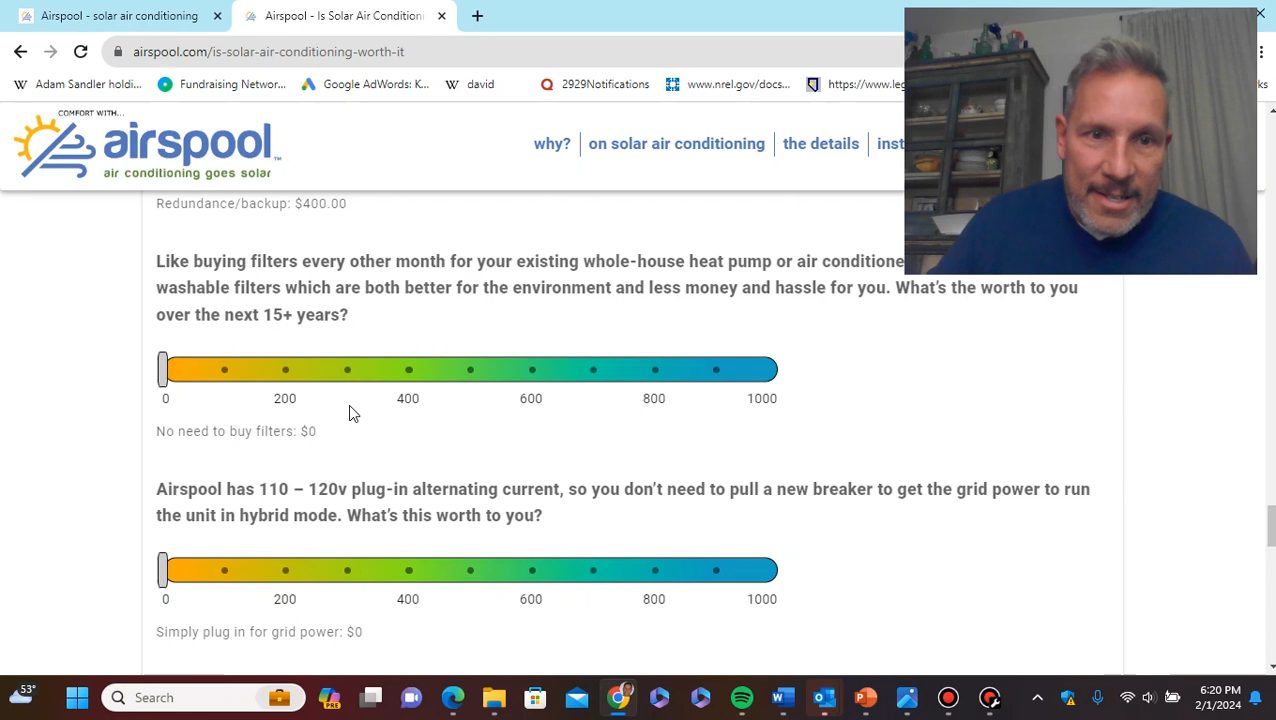 Airspool - solar air conditioning
Airspool - Is Solar Air Condition
airspool.com/is-solar-air-conditioning-worth-it
Adam Sandler holdi...
Fundraising Network...
Google AdWords: K...
david
2929Notifications
www.nrel.gov/docs...
https://www.leg
ks
COMFORT WITH...
airspool™
air conditioning goes solar
why?
on solar air conditioning
the details
inst
Redundance/backup: $400.00
Like buying filters every other month for your existing whole-house heat pump or air conditione
washable filters which are both better for the environment and less money and hassle for you. What's the worth to you
over the next 15+ years?
0 200 400 600 800 1000
No need to buy filters: $0
Airspool has 110 – 120v plug-in alternating current, so you don't need to pull a new breaker to get the grid power to run
the unit in hybrid mode. What's this worth to you?
0 200 400 600 800 1000
Simply plug in for grid power: $0
53°
Search
PRE
6:20 PM
2/1/2024